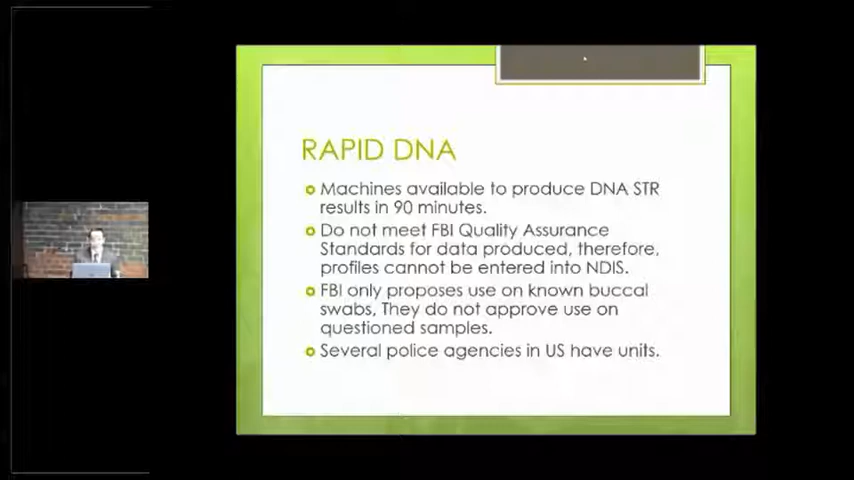 RAPID DNA
Machines available to produce DNA STR
results in 90 minutes.
Do not meet FBI Quality Assurance
Standards for data produced, therefore,
profiles cannot be entered into NDIS.
FBI only proposes use on known buccal
swabs, They do not approve use on
questioned samples.
Several police agencies in US have units.